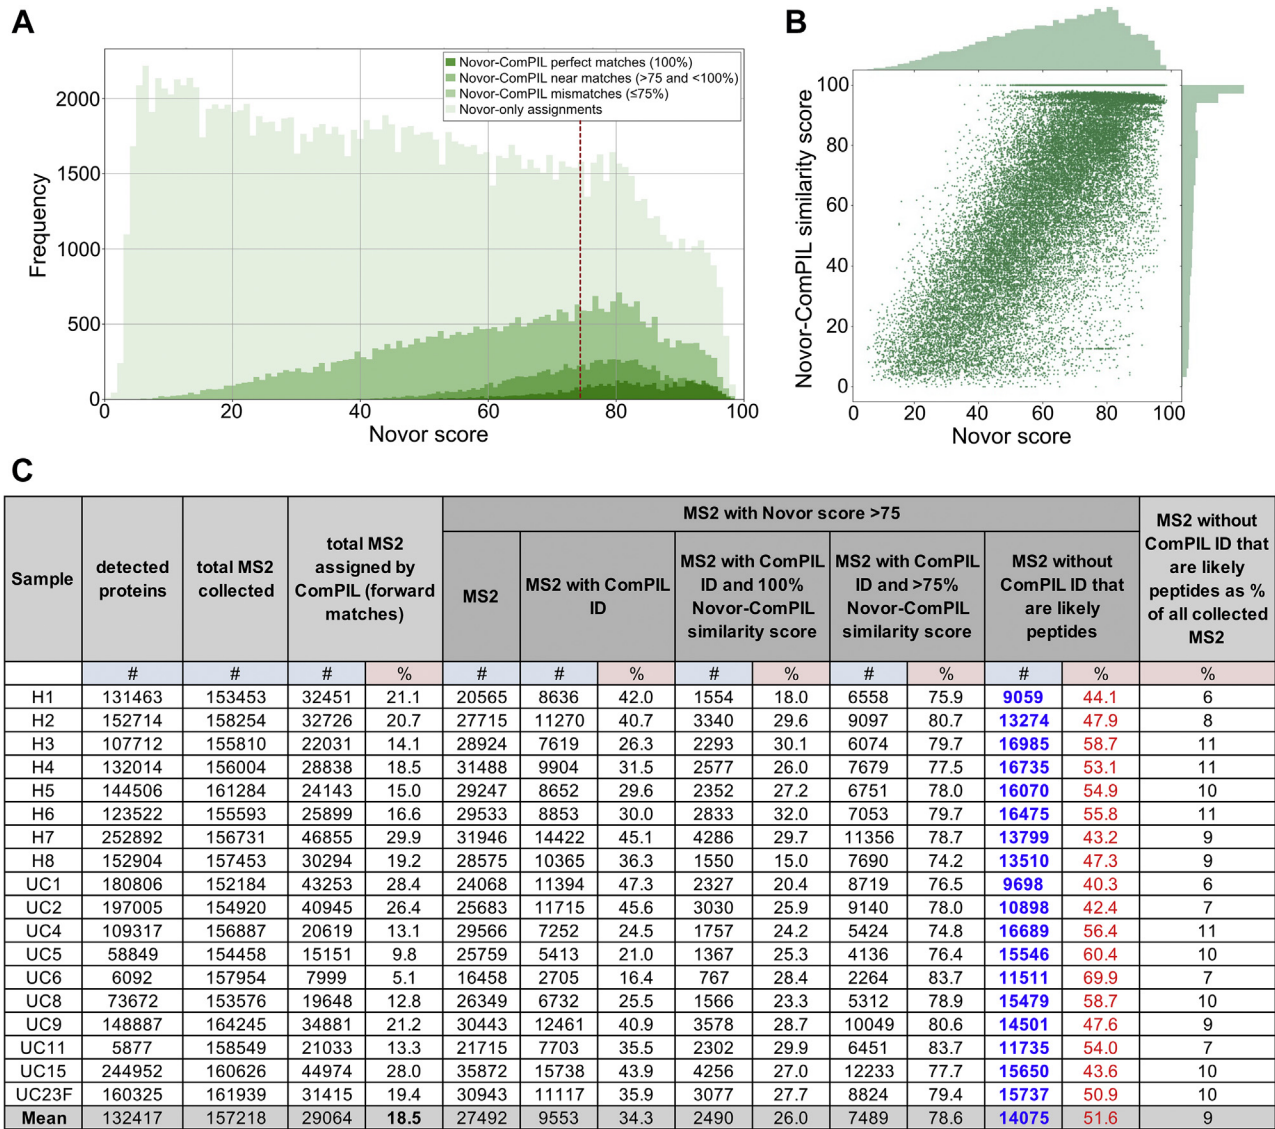 A
Novor-ComPIL perfect matches (100%)
Novor-ComPIL near matches (>75 and <100%)
Novor-ComPIL mismatches (≤75%)
Novor-only assignments
Frequency
2000
1500
1000
500
0
0 20 40 60 80 100
Novor score
B
Novor-ComPIL similarity score
100
80
60
40
20
0
0 20 40 60 80 100
Novor score
C
Sample
detected
proteins
total MS2
collected
total MS2
assigned by
ComPIL (forward
matches)
MS2 with Novor score >75
MS2
MS2 with ComPIL
ID
MS2 with ComPIL
ID and 100%
Novor-ComPIL
similarity score
MS2 with ComPIL
ID and >75%
Novor-ComPIL
similarity score
MS2 without
ComPIL ID that
are likely
peptides
MS2 without
ComPIL ID that
are likely
peptides as %
of all collected
MS2
# # # % # # % # % # % # % %
H1 131463 153453 32451 21.1 20565 8636 42.0 1554 18.0 6558 75.9 9059 44.1 6
H2 152714 158254 32726 20.7 27715 11270 40.7 3340 29.6 9097 80.7 13274 47.9 8
H3 107712 155810 22031 14.1 28924 7619 26.3 2293 30.1 6074 79.7 16985 58.7 11
H4 132014 156004 28838 18.5 31488 9904 31.5 2577 26.0 7679 77.5 16735 53.1 11
H5 144506 161284 24143 15.0 29247 8652 29.6 2352 27.2 6751 78.0 16070 54.9 10
H6 123522 155593 25899 16.6 29533 8853 30.0 2833 32.0 7053 79.7 16475 55.8 11
H7 252892 156731 46855 29.9 31946 14422 45.1 4286 29.7 11356 78.7 13799 43.2 9
H8 152904 157453 30294 19.2 28575 10365 36.3 1550 15.0 7690 74.2 13510 47.3 9
UC1 180806 152184 43253 28.4 24068 11394 47.3 2327 20.4 8719 76.5 9698 40.3 6
UC2 197005 154920 40945 26.4 25683 11715 45.6 3030 25.9 9140 78.0 10898 42.4 7
UC4 109317 156887 20619 13.1 29566 7252 24.5 1757 24.2 5424 74.8 16689 56.4 11
UC5 58849 154458 15151 9.8 25759 5413 21.0 1367 25.3 4136 76.4 15546 60.4 10
UC6 6092 157954 7999 5.1 16458 2705 16.4 767 28.4 2264 83.7 11511 69.9 7
UC8 73672 153576 19648 12.8 26349 6732 25.5 1566 23.3 5312 78.9 15479 58.7 10
UC9 148887 164245 34881 21.2 30443 12461 40.9 3578 28.7 10049 80.6 14501 47.6 9
UC11 5877 158549 21033 13.3 21715 7703 35.5 2302 29.9 6451 83.7 11735 54.0 7
UC15 244952 160626 44974 28.0 35872 15738 43.9 4256 27.0 12233 77.7 15650 43.6 10
UC23F 160325 161939 31415 19.4 30943 11117 35.9 3077 27.7 8824 79.4 15737 50.9 10
Mean 132417 157218 29064 18.5 27492 9553 34.3 2490 26.0 7489 78.6 14075 51.6 9